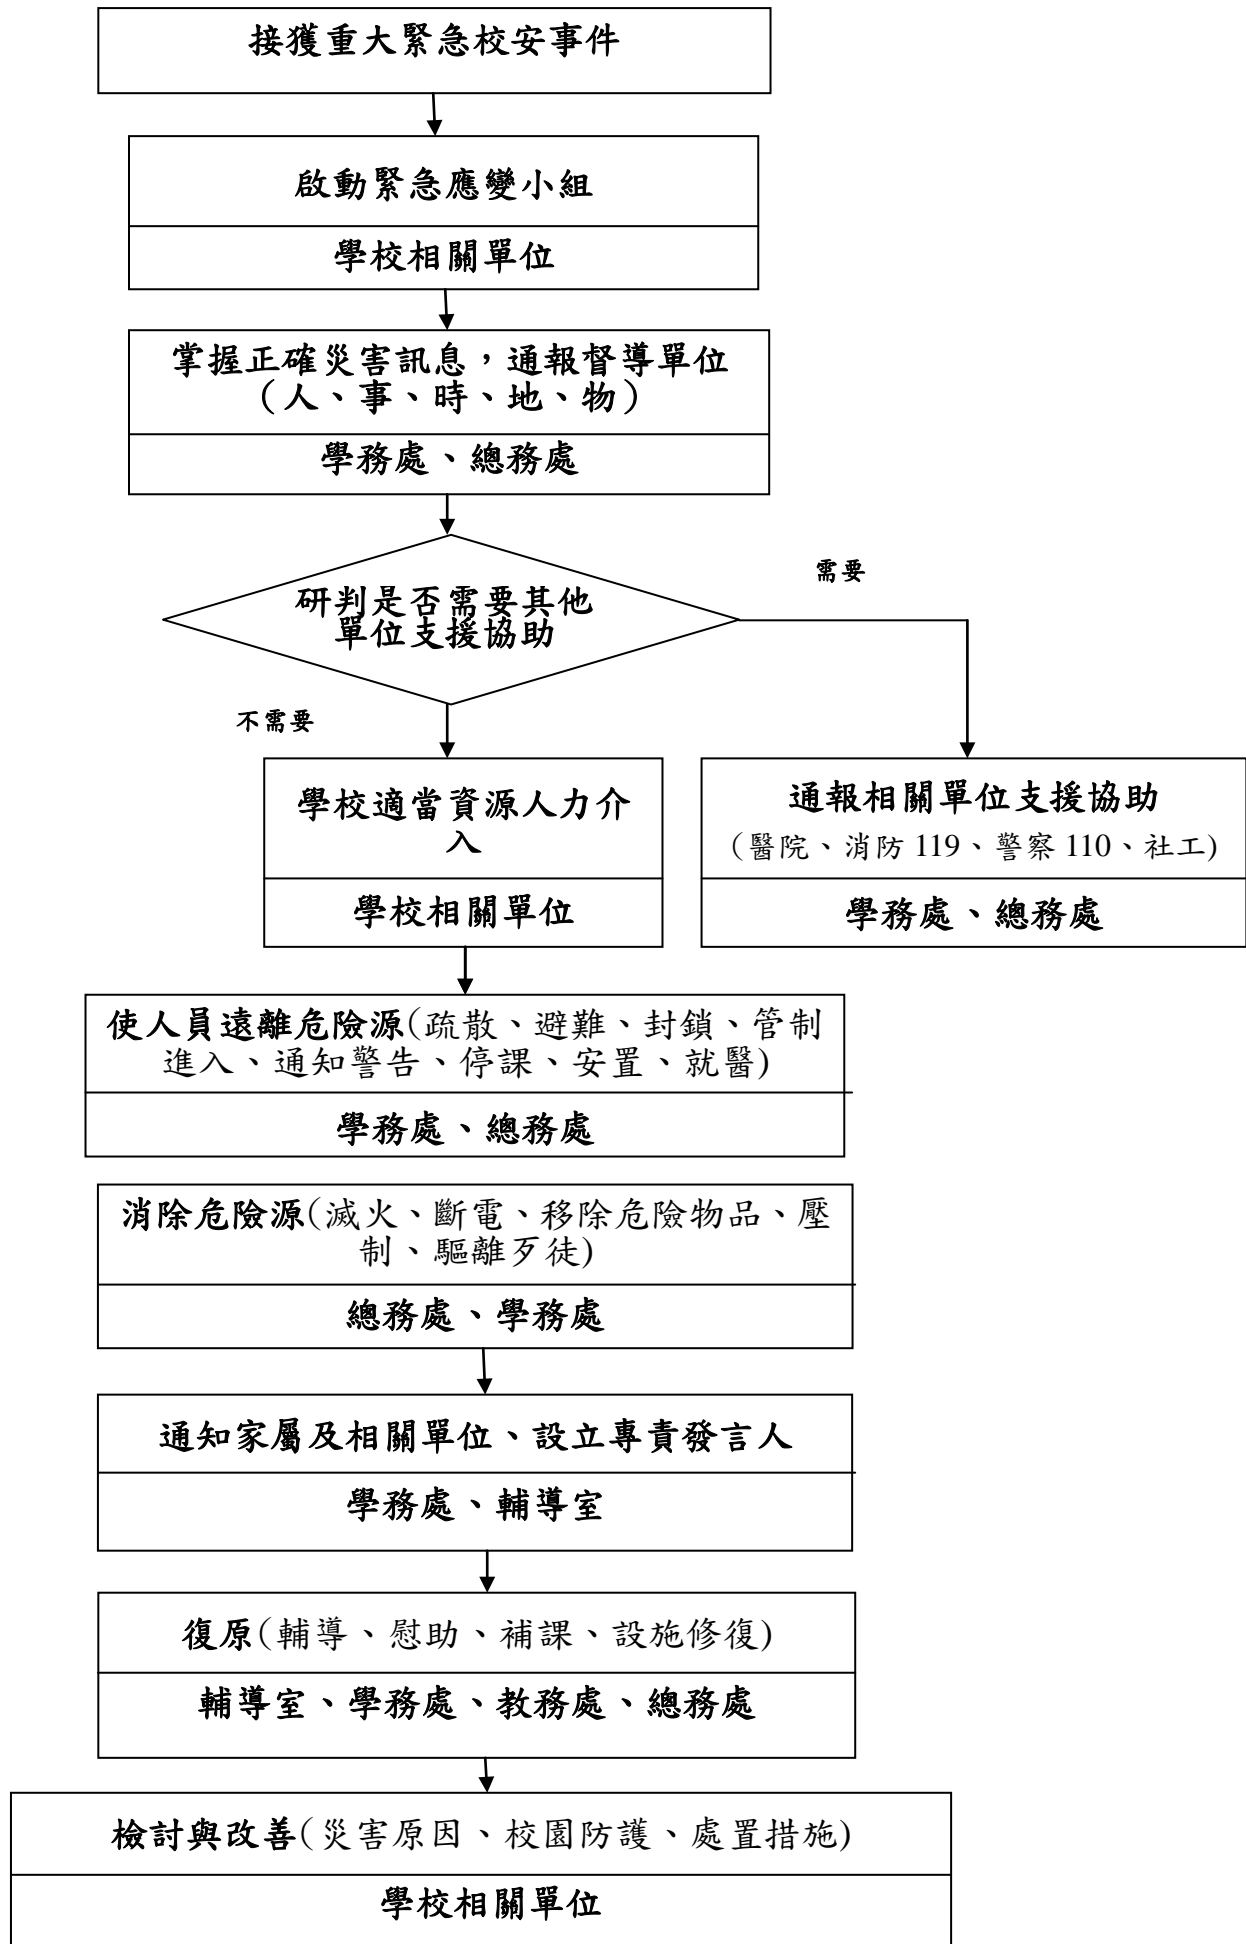 接獲重大緊急校安事件
啟動緊急應變小組
學校相關單位
掌握正確災害訊息，通報督導單位
（人、事、時、地、物）
學務處、總務處
研判是否需要其他
單位支援協助
需要
不需要
學校適當資源人力介
入
學校相關單位
通報相關單位支援協助
（醫院、消防 119、警察 110、社工)
學務處、總務處
使人員遠離危險源(疏散、避難、封鎖、管制
進入、通知警告、停課、安置、就醫)
學務處、總務處
消除危險源(滅火、斷電、移除危險物品、壓
制、驅離歹徒)
總務處、學務處
通知家屬及相關單位、設立專責發言人
學務處、輔導室
復原(輔導、慰助、補課、設施修復)
輔導室、學務處、教務處、總務處
檢討與改善(災害原因、校園防護、處置措施)
學校相關單位